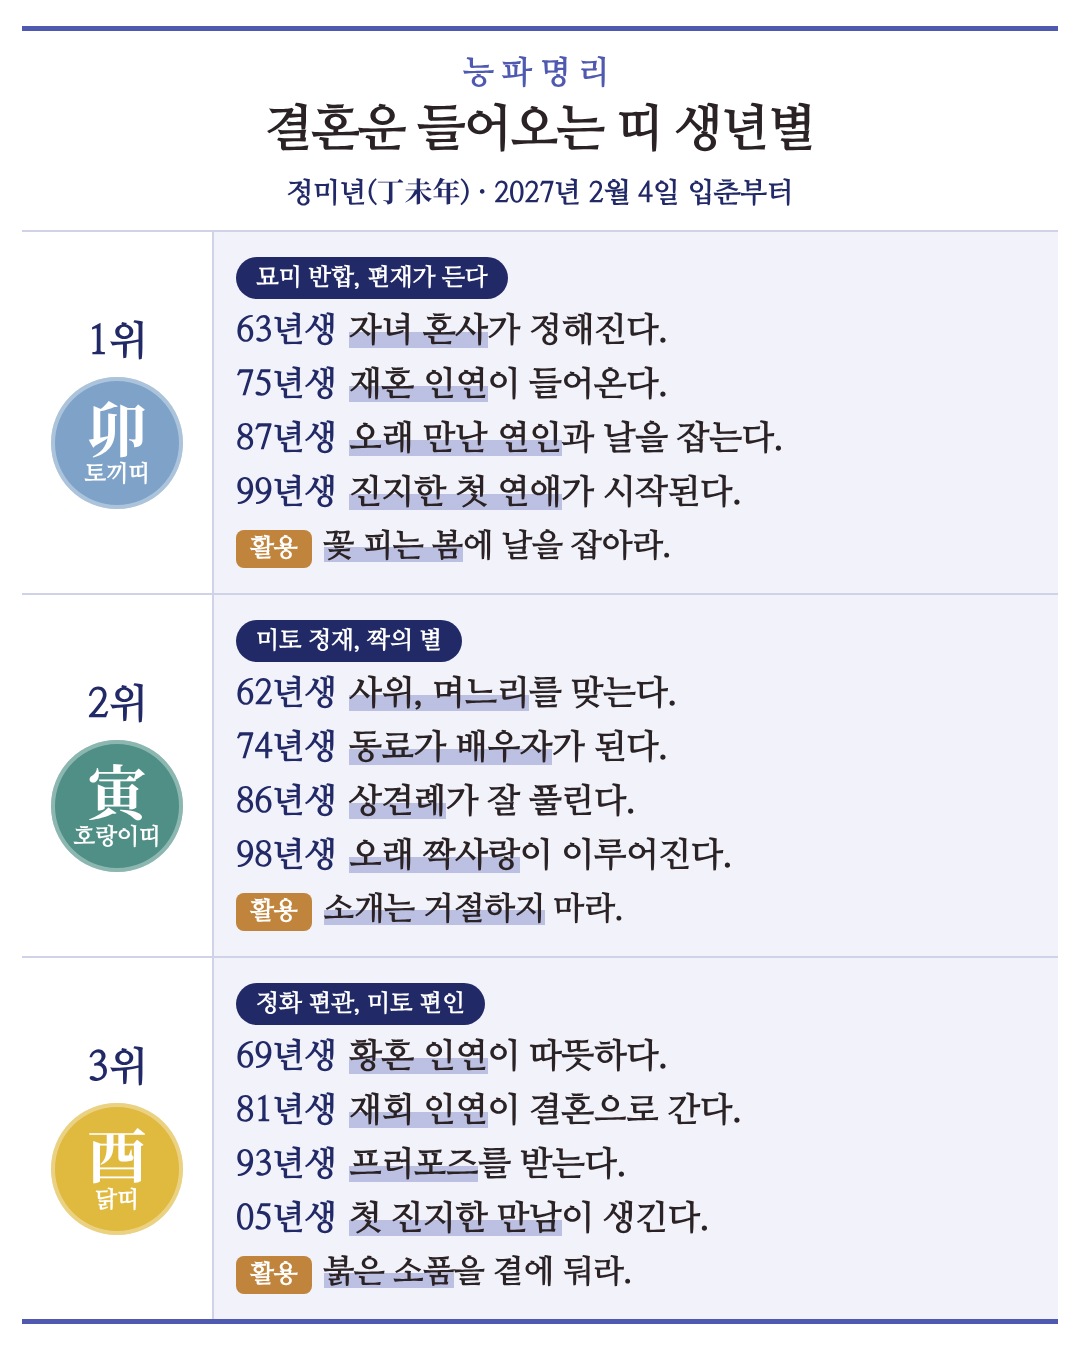 능파명리
결혼운 들어오는 띠 생년별
정미년(丁未年) · 2027년 2월 4일 입춘부터
1위
卯
토끼띠
묘미 반합, 편재가 든다
63년생 자녀 혼사가 정해진다.
75년생 재혼 인연이 들어온다.
87년생 오래 만난 연인과 날을 잡는다.
99년생 진지한 첫 연애가 시작된다.
활용 꽃 피는 봄에 날을 잡아라.
2위
寅
호랑이띠
미토 정재, 짝의 별
62년생 사위, 며느리를 맞는다.
74년생 동료가 배우자가 된다.
86년생 상견례가 잘 풀린다.
98년생 오래 짝사랑이 이루어진다.
활용 소개는 거절하지 마라.
3위
酉
닭띠
정화 편관, 미토 편인
69년생 황혼 인연이 따뜻하다.
81년생 재회 인연이 결혼으로 간다.
93년생 프러포즈를 받는다.
05년생 첫 진지한 만남이 생긴다.
활용 붉은 소품을 곁에 둬라.